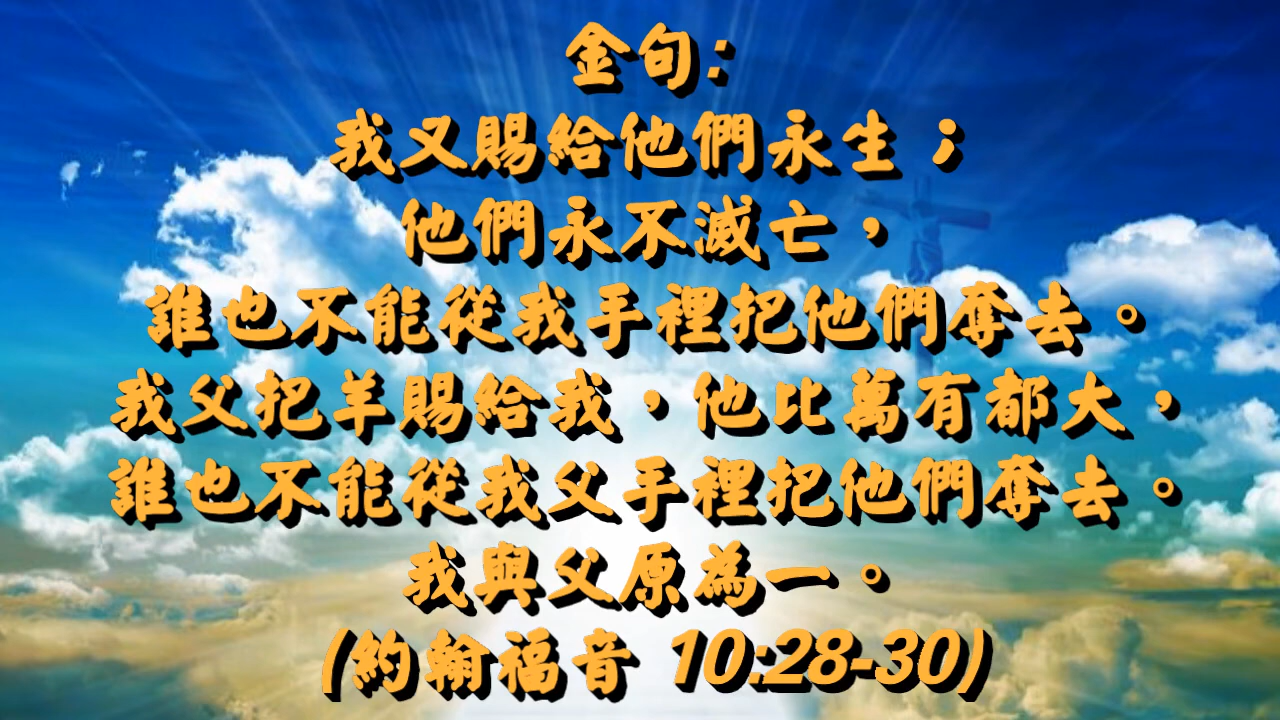 金句:
我又賜給他們永生；
他們永不滅亡，
誰也不能從我手裡把他們奪去。
我父把羊賜給我，他比萬有都大，
誰也不能從我父手裡把他們奪去。
我與父原為一。
(約翰福音 10:28-30)